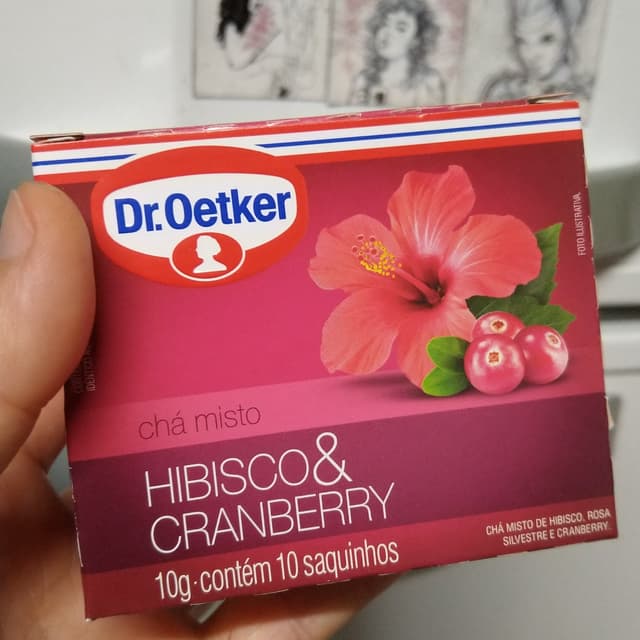 Dr.Oetker
FOTO ILUSTRATIVA
chá misto
HIBISCO&
CRANBERRY
10g·contém 10 saquinhos
CHÁ MISTO DE HIBISCO, ROSA
SILVESTRE E CRANBERRY.